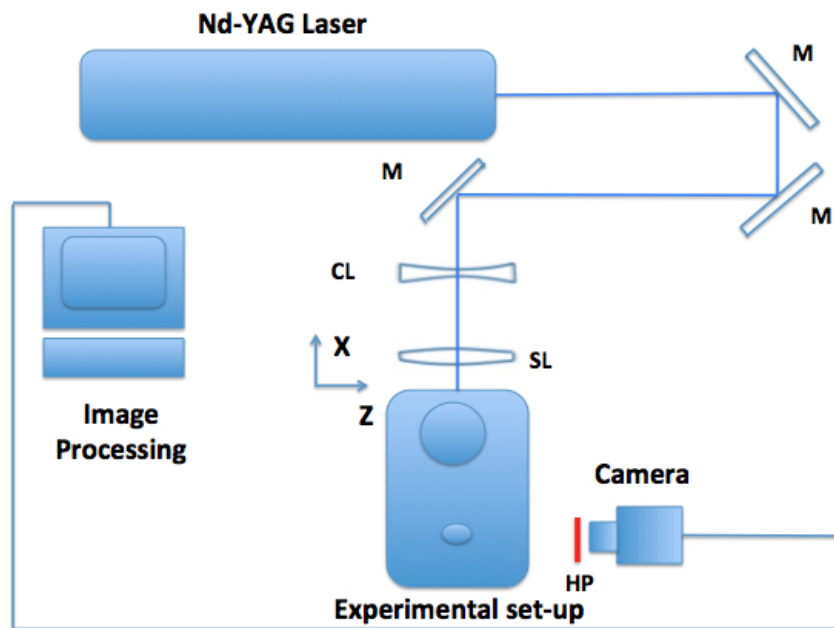 Nd-YAG Laser
M
M
M
CL
X
SL
Z
Image
Processing
Camera
HP
Experimental set-up